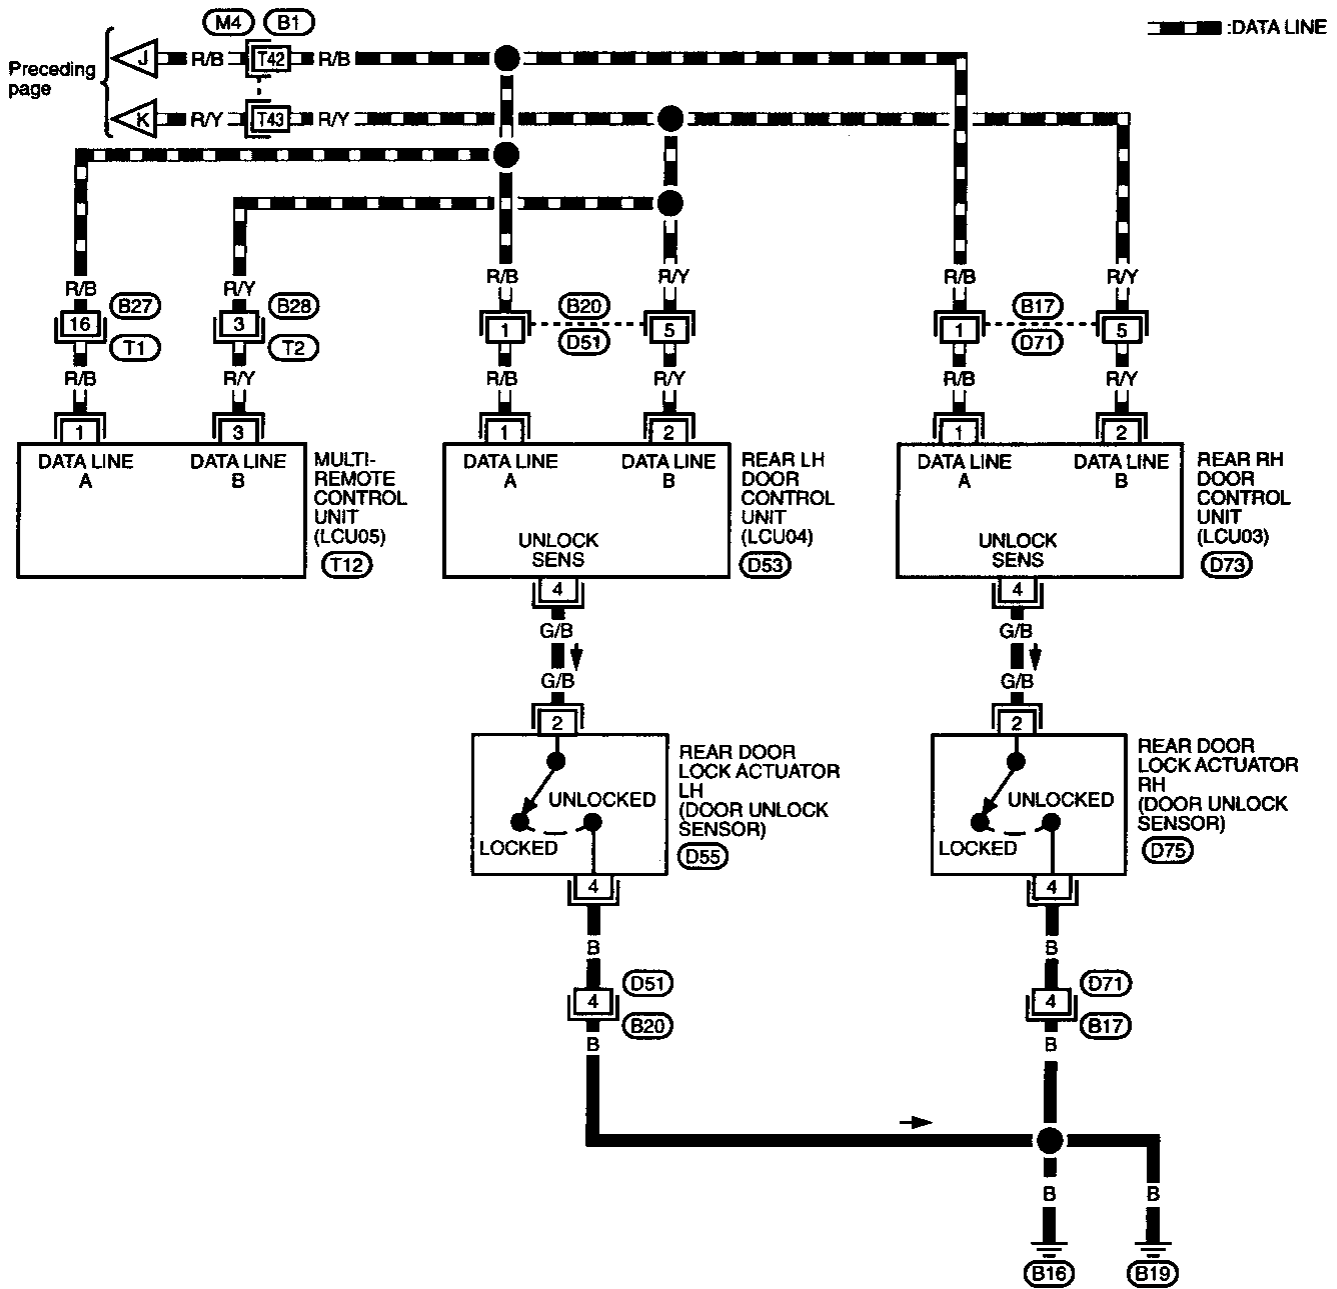 M4 B1
:DATA LINE
Preceding
page
J R/B T42 R/B
K R/Y T43 R/Y
R/B R/Y R/B R/Y R/B R/Y
16 B27 T1
3 B28 T2
1 B20 D51 5
1 B17 D71 5
R/B R/Y R/B R/Y R/B R/Y
1 3 1 2 1 2
DATA LINE
A
DATA LINE
B
MULTI-
REMOTE
CONTROL
UNIT
(LCU05)
T12
DATA LINE
A
DATA LINE
B
UNLOCK
SENS
REAR LH
DOOR
CONTROL
UNIT
(LCU04)
D53
DATA LINE
A
DATA LINE
B
UNLOCK
SENS
REAR RH
DOOR
CONTROL
UNIT
(LCU03)
D73
4 4
G/B G/B
G/B G/B
2 2
UNLOCKED
LOCKED
REAR DOOR
LOCK ACTUATOR
LH
(DOOR UNLOCK
SENSOR)
D55
UNLOCKED
LOCKED
REAR DOOR
LOCK ACTUATOR
RH
(DOOR UNLOCK
SENSOR)
D75
4 4
B B
4 D51 B20
4 D71 B17
B B
B B
B16 B19